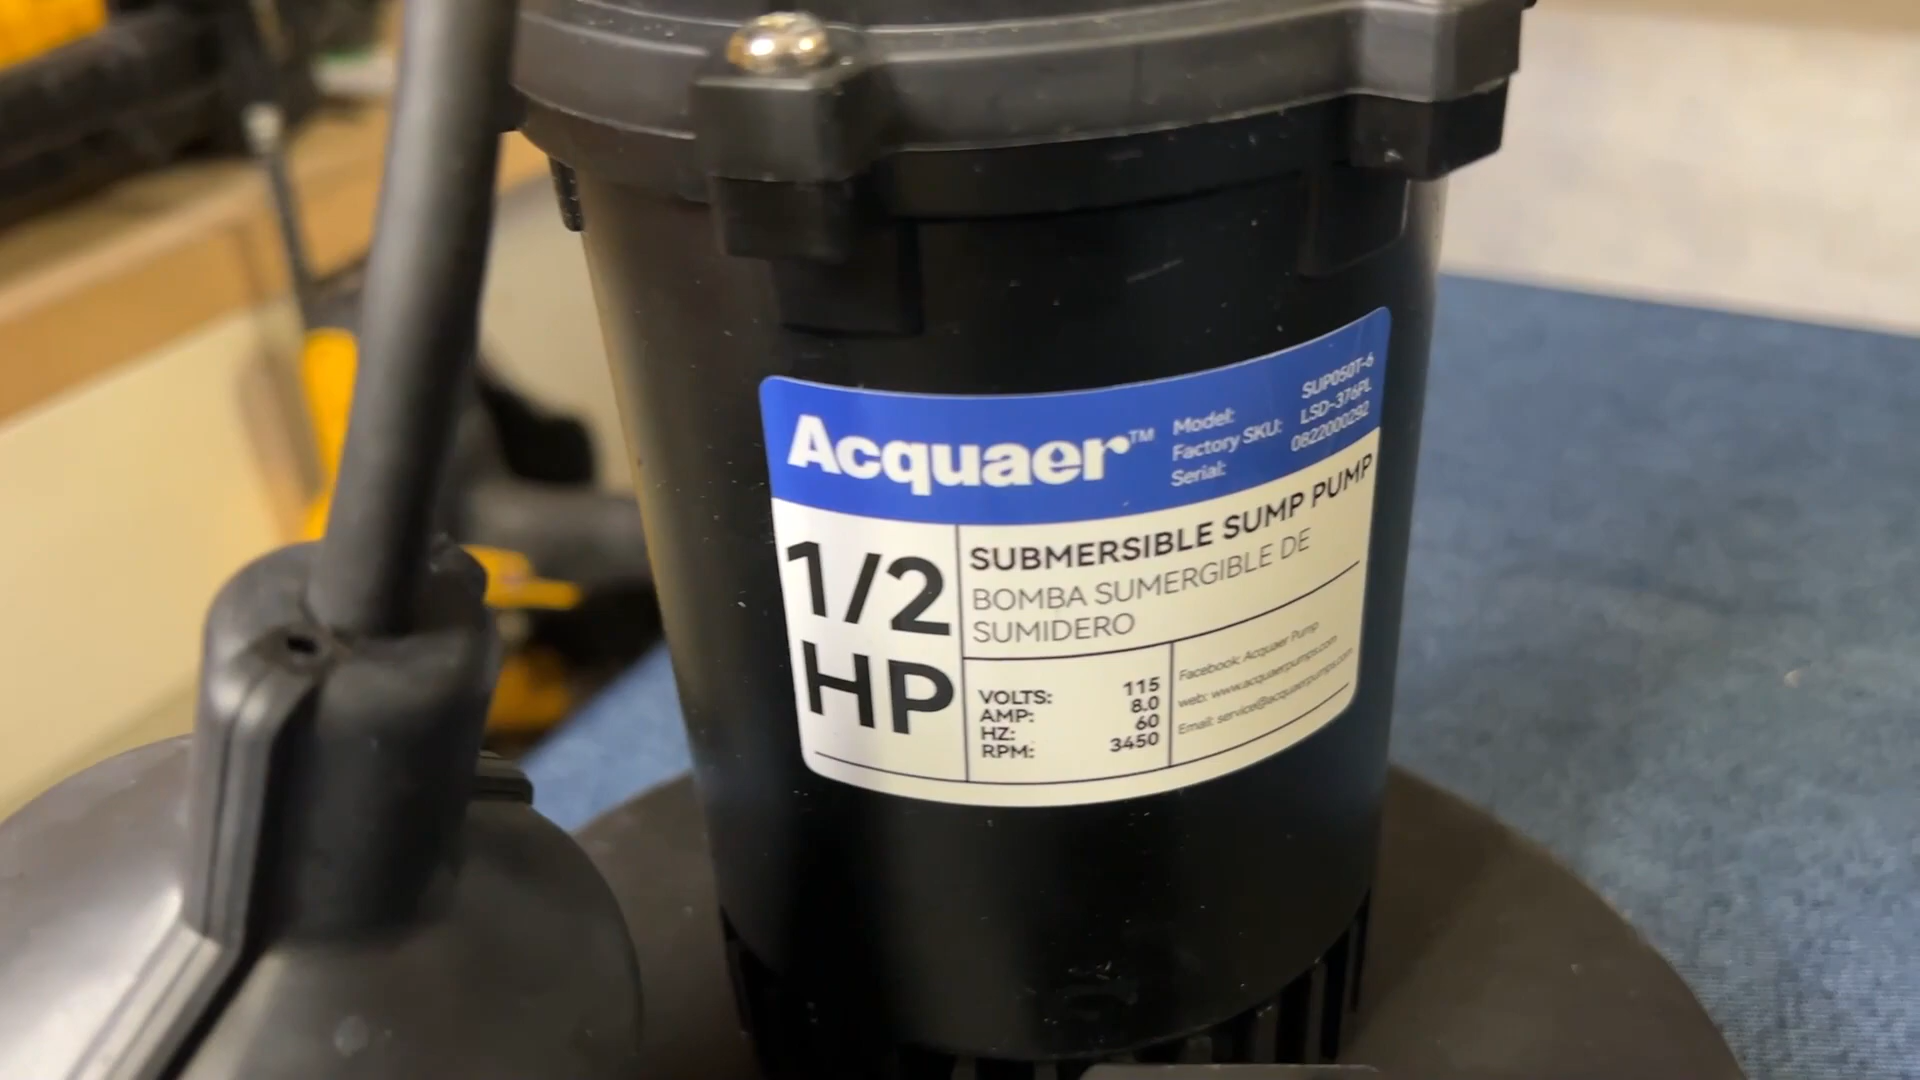 Acquaer™
Model: SUP050T-6
Factory SKU: LSD-376PL
Serial: 0822000292
1/2
HP
SUBMERSIBLE SUMP PUMP
BOMBA SUMERGIBLE DE
SUMIDERO
VOLTS: 115
AMP: 8.0
HZ: 60
RPM: 3450
Facebook: Acquaer Pump
web: www.acquaerpumps.com
Email: service@acquaerpumps.com